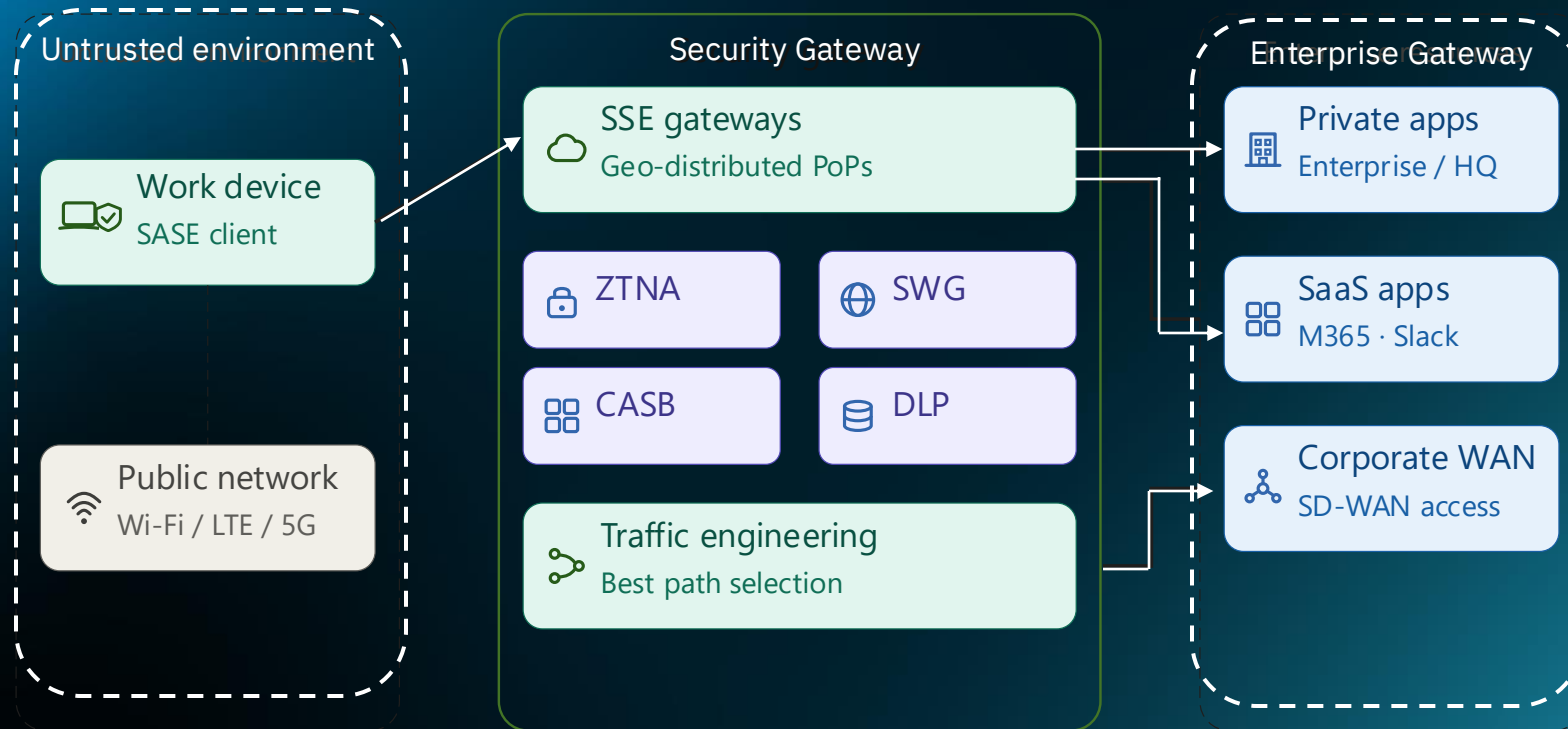 Untrusted environment
Work device
SASE client
Public network
Wi-Fi / LTE / 5G
Security Gateway
SSE gateways
Geo-distributed PoPs
ZTNA
SWG
CASB
DLP
Traffic engineering
Best path selection
Enterprise Gateway
Private apps
Enterprise / HQ
SaaS apps
M365 · Slack
Corporate WAN
SD-WAN access